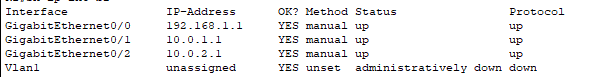 Interface IP-Address OK? Method Status Protocol
GigabitEthernet0/0 192.168.1.1 YES manual up up
GigabitEthernet0/1 10.0.1.1 YES manual up up
GigabitEthernet0/2 10.0.2.1 YES manual up up
Vlan1 unassigned YES unset administratively down down